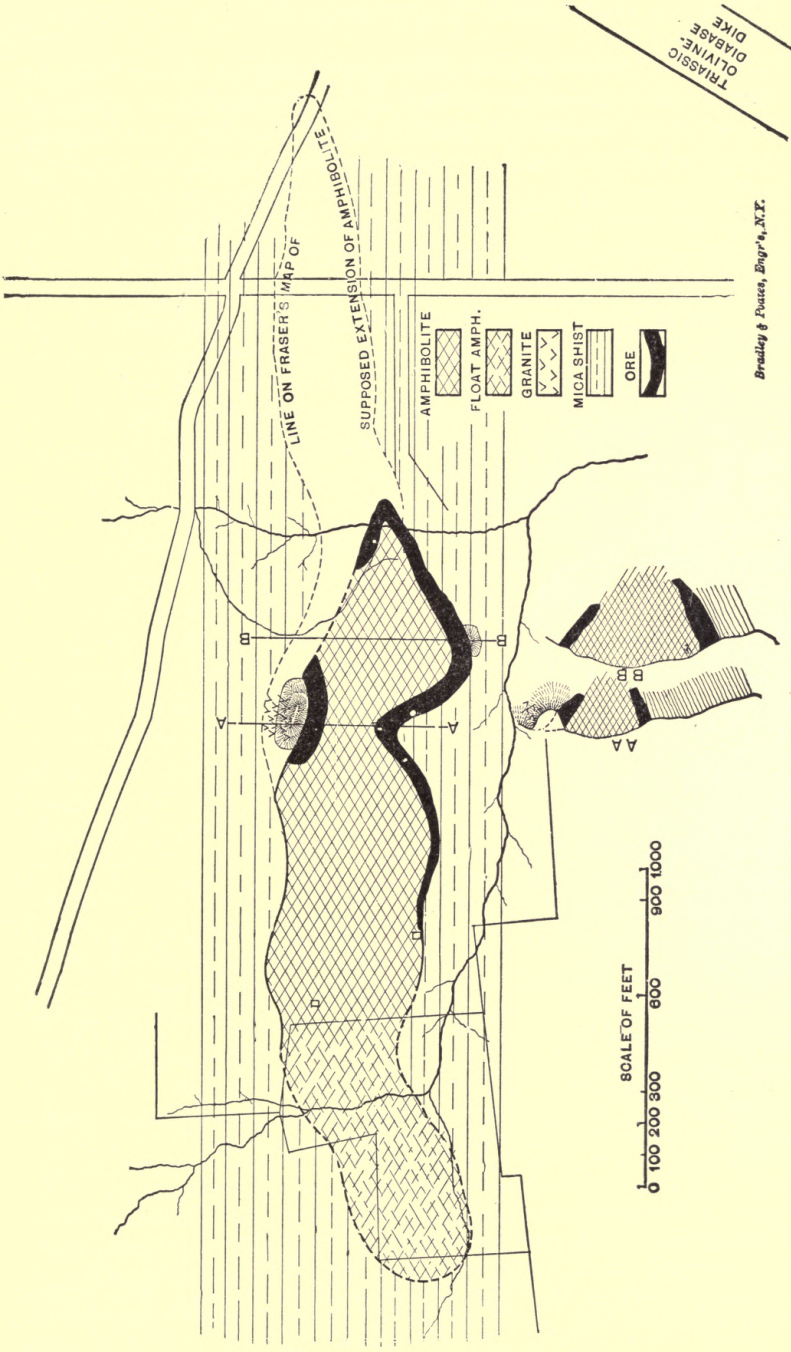 TRIASSIC
OLIVINE-
DIABASE
DIKE
LINE ON FRASER'S MAP OF
SUPPOSED EXTENSION OF AMPHIBOLITE
AMPHIBOLITE
FLOAT AMPH.
GRANITE
MICA SHIST
ORE
A
A
B
B
A
A
B
B
SCALE OF FEET
0 100 200 300 600 900 1000
Bradley & Poates, Engr's, N.Y.